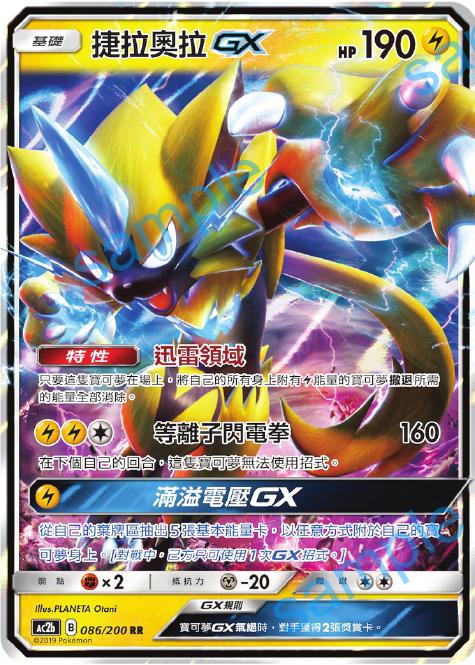 基礎 捷拉奧拉GX HP 190
sample
特性 迅雷領域
只要這隻寶可夢在場上，將自己的所有身上附有能量的寶可夢撤退所需
的能量全部消除。
等離子閃電拳 160
在下個自己的回合，這隻寶可夢無法使用招式。
滿溢電壓GX
從自己的棄牌區抽出5張基本能量卡，以任意方式附於自己的寶
可夢身上。[對戰中，己方只可使用1次GX招式。]
弱點 ×2 抵抗力 -20 撤退
Illus.PLANETA Otani GX規則
AC2b B 086/200 RR 寶可夢GX氣絕時，對手獲得2張獎賞卡。
©2019 Pokémon